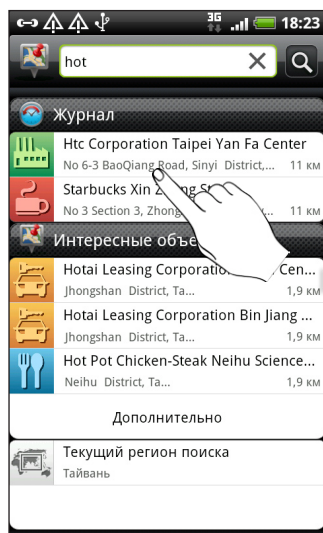 3G 18:23
hot
Журнал
Htc Corporation Taipei Yan Fa Center
No 6-3 BaoQiang Road, Sinyi District,... 11 км
Starbucks Xin
No 3 Section 3, 11 км
Интересные
Hotai Leasing Cen...
Jhongshan District, Ta... 1,9 км
Hotai Leasing Corporation Bin Jiang ...
Jhongshan District, Ta... 1,9 км
Hot Pot Chicken-Steak Neihu Science...
Neihu District, Ta... 1,9 км
Дополнительно
Текущий регион поиска
Тайвань